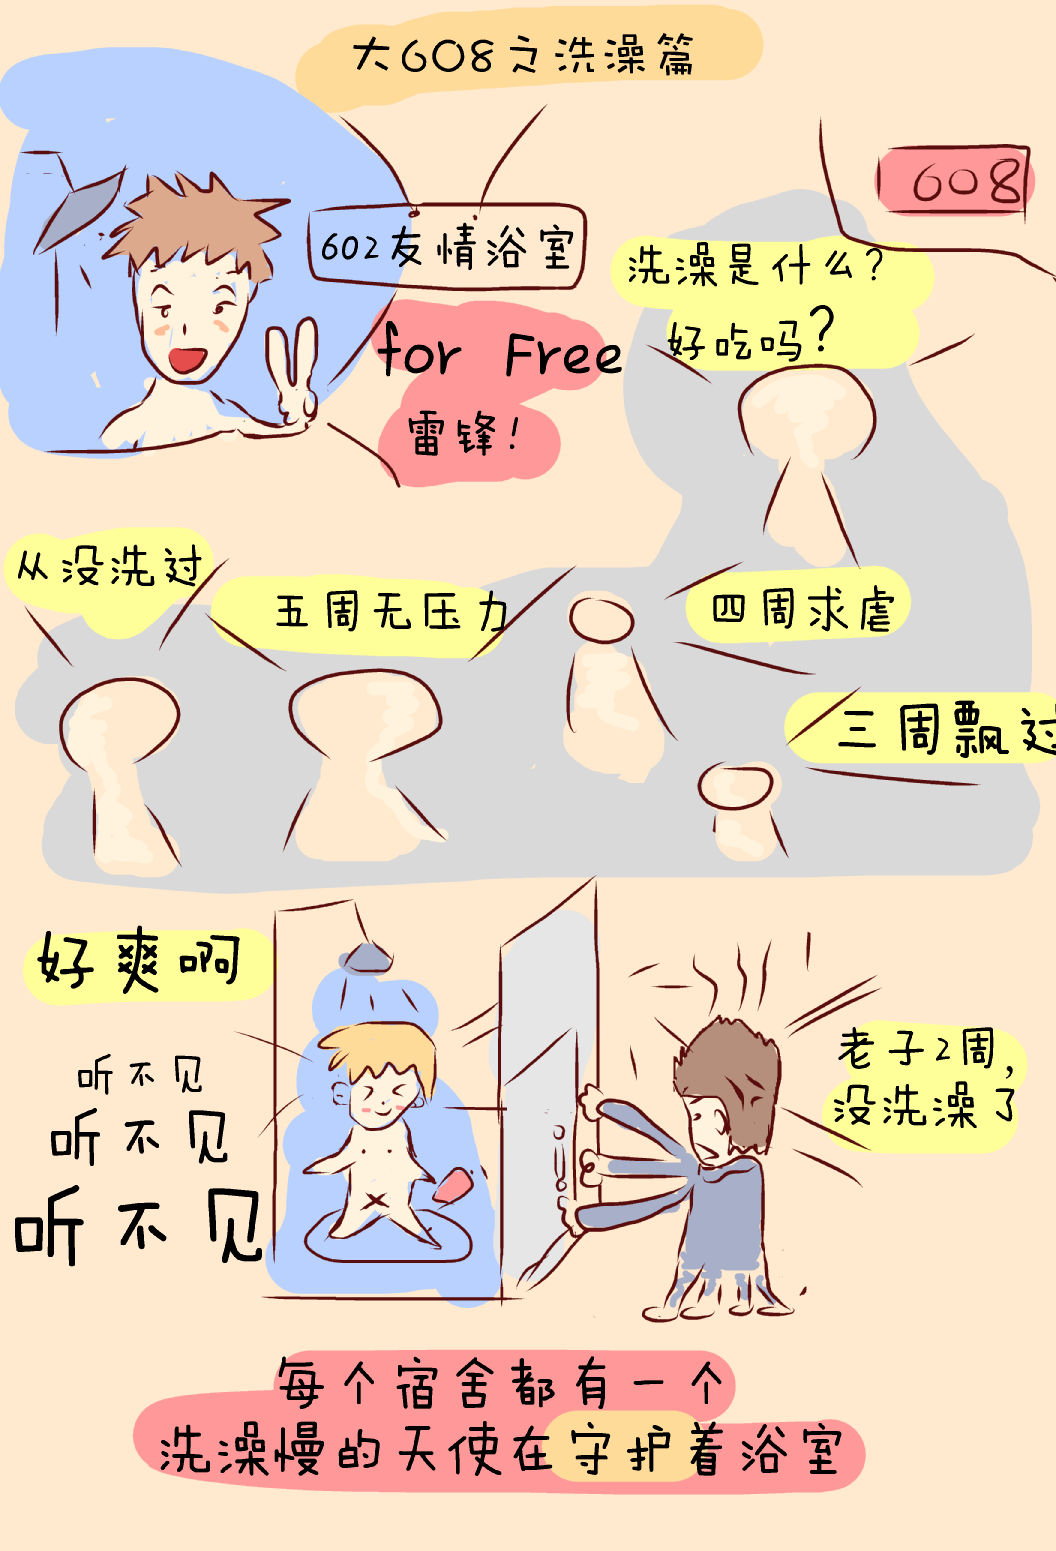 大608之洗澡篇
608
602友情浴室
洗澡是什么?
好吃吗?
for Free
雷锋!
从没洗过
五周无压力
四周求虐
三周飘过
好爽啊
听不见
听不见
听不见
老子2周,
没洗澡了
每个宿舍都有一个
洗澡慢的天使在守护着浴室